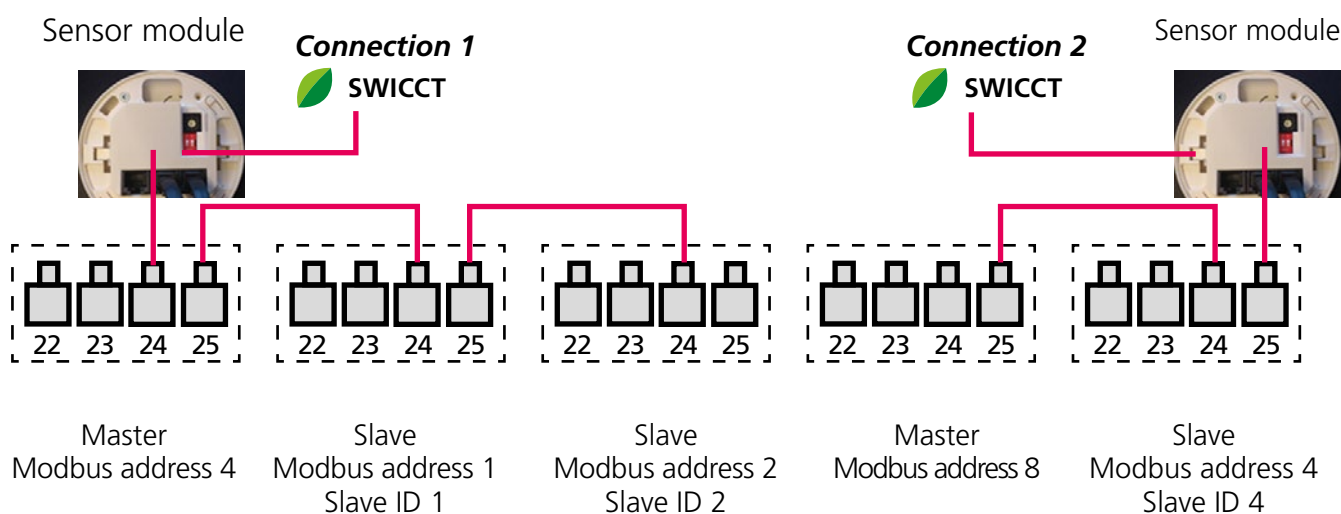 Sensor module
Connection 1
SWICCT
Connection 2
SWICCT
Sensor module
22 23 24 25
22 23 24 25
22 23 24 25
22 23 24 25
22 23 24 25
Master
Modbus address 4
Slave
Modbus address 1
Slave ID 1
Slave
Modbus address 2
Slave ID 2
Master
Modbus address 8
Slave
Modbus address 4
Slave ID 4